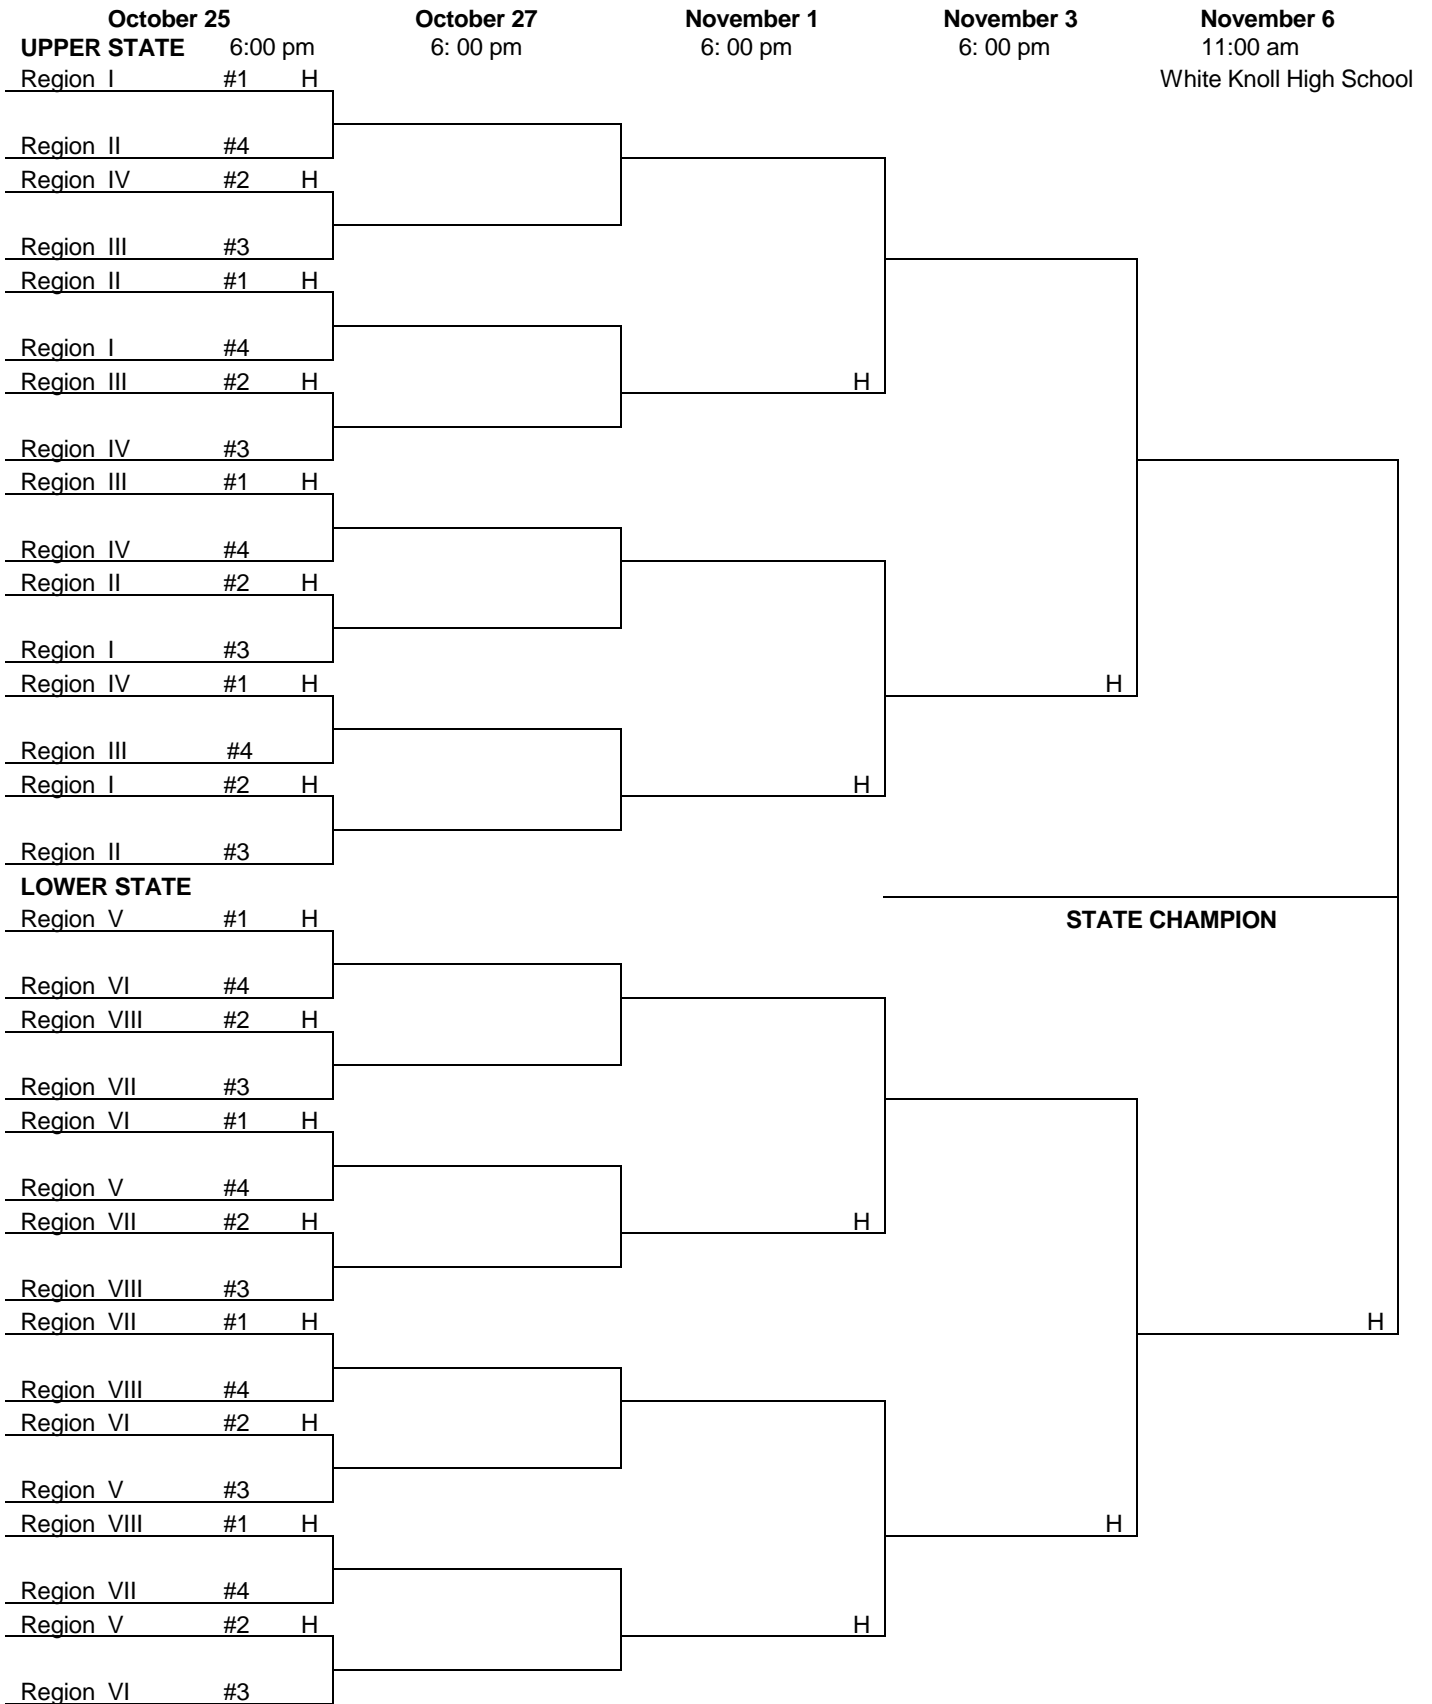 October 25 October 27 November 1 November 3 November 6
UPPER STATE 6:00 pm 6: 00 pm 6: 00 pm 6: 00 pm 11:00 am
Region I #1 H White Knoll High School
Region II #4
Region IV #2 H
Region III #3
Region II #1 H
Region I #4
Region III #2 H H
Region IV #3
Region III #1 H
Region IV #4
Region II #2 H
Region I #3
Region IV #1 H H
Region III #4
Region I #2 H H
Region II #3
LOWER STATE
Region V #1 H STATE CHAMPION
Region VI #4
Region VIII #2 H
Region VII #3
Region VI #1 H
Region V #4
Region VII #2 H H
Region VIII #3
Region VII #1 H H
Region VIII #4
Region VI #2 H
Region V #3
Region VIII #1 H H
Region VII #4
Region V #2 H H
Region VI #3